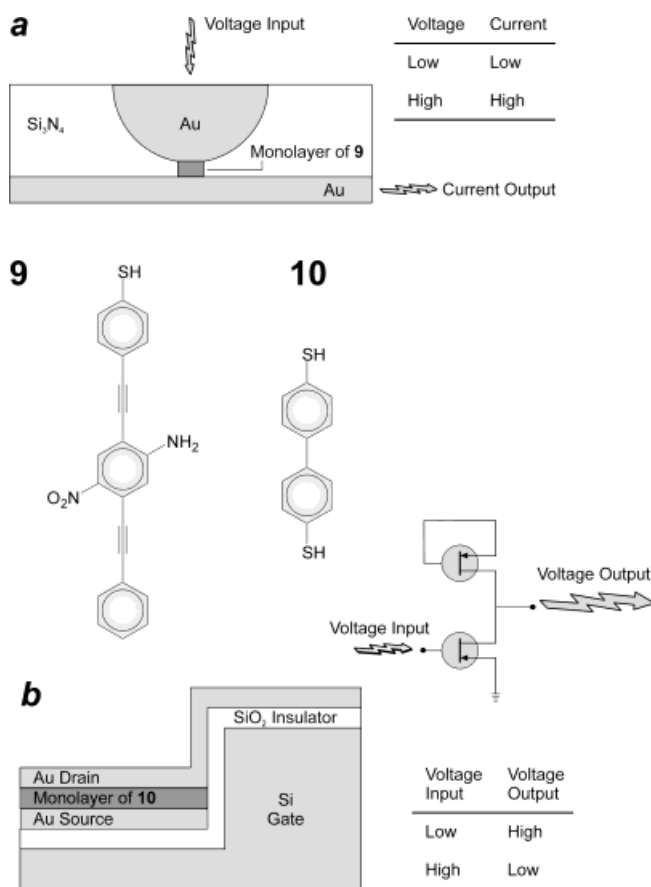 a
Voltage Input
Voltage Current
Low Low
High High
Si₃N₄
Au
Monolayer of 9
Au
Current Output
9
10
SH
SH
NH₂
O₂N
SH
Voltage Output
Voltage Input
b
SiO₂ Insulator
Au Drain
Monolayer of 10
Au Source
Si
Gate
Voltage Voltage
Input Output
Low High
High Low